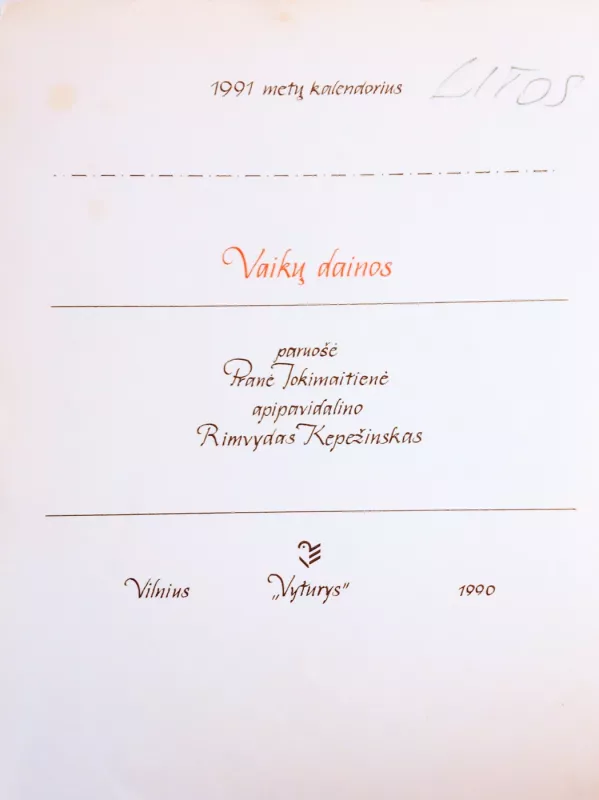 1991 metų kalendorius
LITOS
Vaikų dainos
paruošė
Pranė Jokimaitienė
apipavidalino
Rimvydas Kepežinskas
Vilnius „Vyturys“ 1990